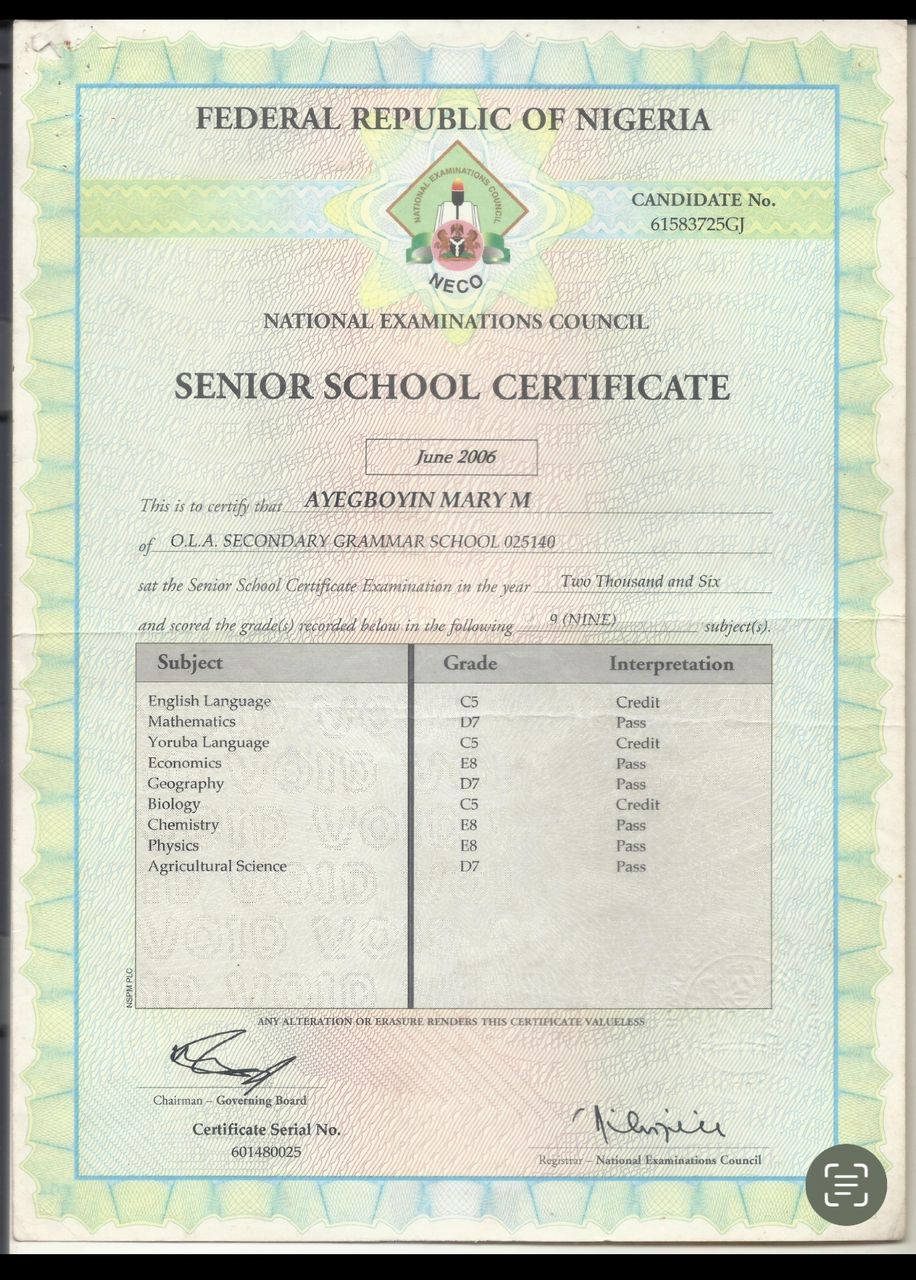 FEDERAL REPUBLIC OF NIGERIA
NATIONAL EXAMINATIONS COUNCIL
NECO
CANDIDATE No.
61583725GJ
NATIONAL EXAMINATIONS COUNCIL
SENIOR SCHOOL CERTIFICATE
June 2006
This is to certify that AYEGBOYIN MARY M
of O.L.A. SECONDARY GRAMMAR SCHOOL 025140
sat the Senior School Certificate Examination in the year Two Thousand and Six
and scored the grade(s) recorded below in the following 9 (NINE) subject(s).
Subject Grade Interpretation
English Language C5 Credit
Mathematics D7 Pass
Yoruba Language C5 Credit
Economics E8 Pass
Geography D7 Pass
Biology C5 Credit
Chemistry E8 Pass
Physics E8 Pass
Agricultural Science D7 Pass
NSPM PLC
ANY ALTERATION OR ERASURE RENDERS THIS CERTIFICATE VALUELESS
Chairman – Governing Board
Certificate Serial No.
601480025
Registrar – National Examinations Council